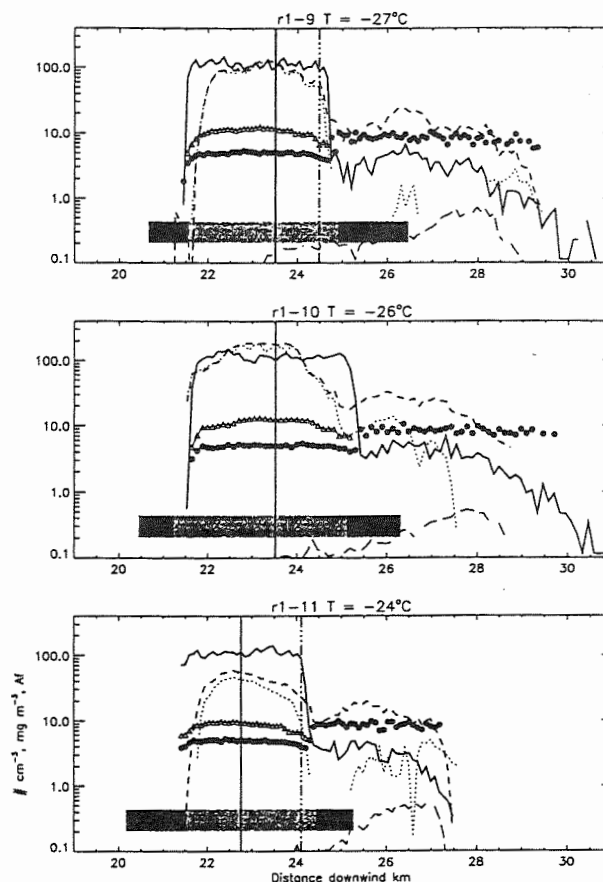 r1-9 T = -27°C
100.0
10.0
1.0
0.1
20 22 24 26 28 30
r1-10 T = -26°C
100.0
10.0
1.0
0.1
20 22 24 26 28 30
r1-11 T = -24°C
100.0
10.0
1.0
0.1
# cm⁻³, mg m⁻³, Af
20 22 24 26 28 30
Distance downwind km